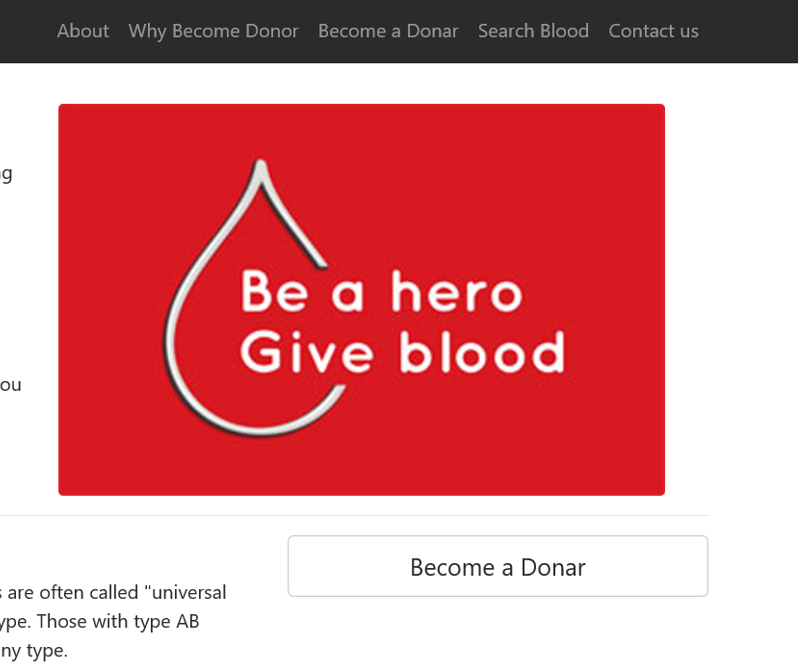 About Why Become Donor Become a Donar Search Blood Contact us
Be a hero
Give blood
ou
Become a Donar
are often called "universal
ype. Those with type AB
ny type.